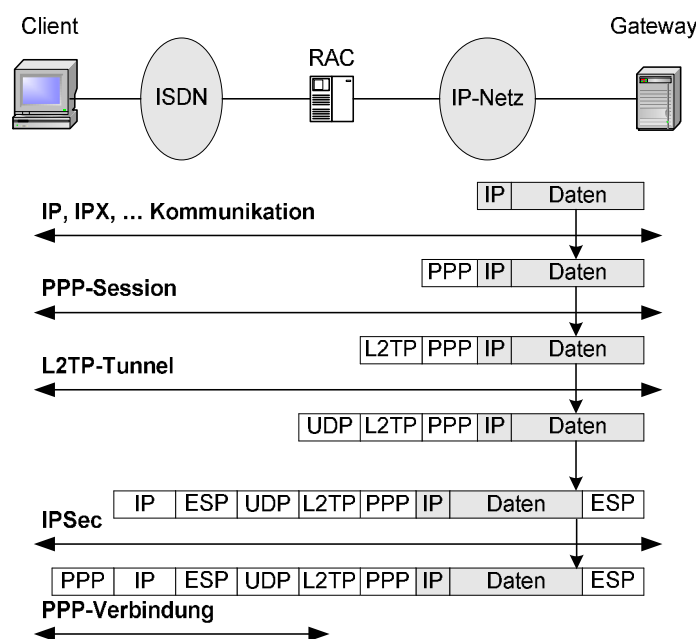 Client
Gateway
RAC
ISDN
IP-Netz
IP Daten
IP, IPX, ... Kommunikation
PPP IP Daten
PPP-Session
L2TP PPP IP Daten
L2TP-Tunnel
UDP L2TP PPP IP Daten
IP ESP UDP L2TP PPP IP Daten ESP
IPSec
PPP IP ESP UDP L2TP PPP IP Daten ESP
PPP-Verbindung